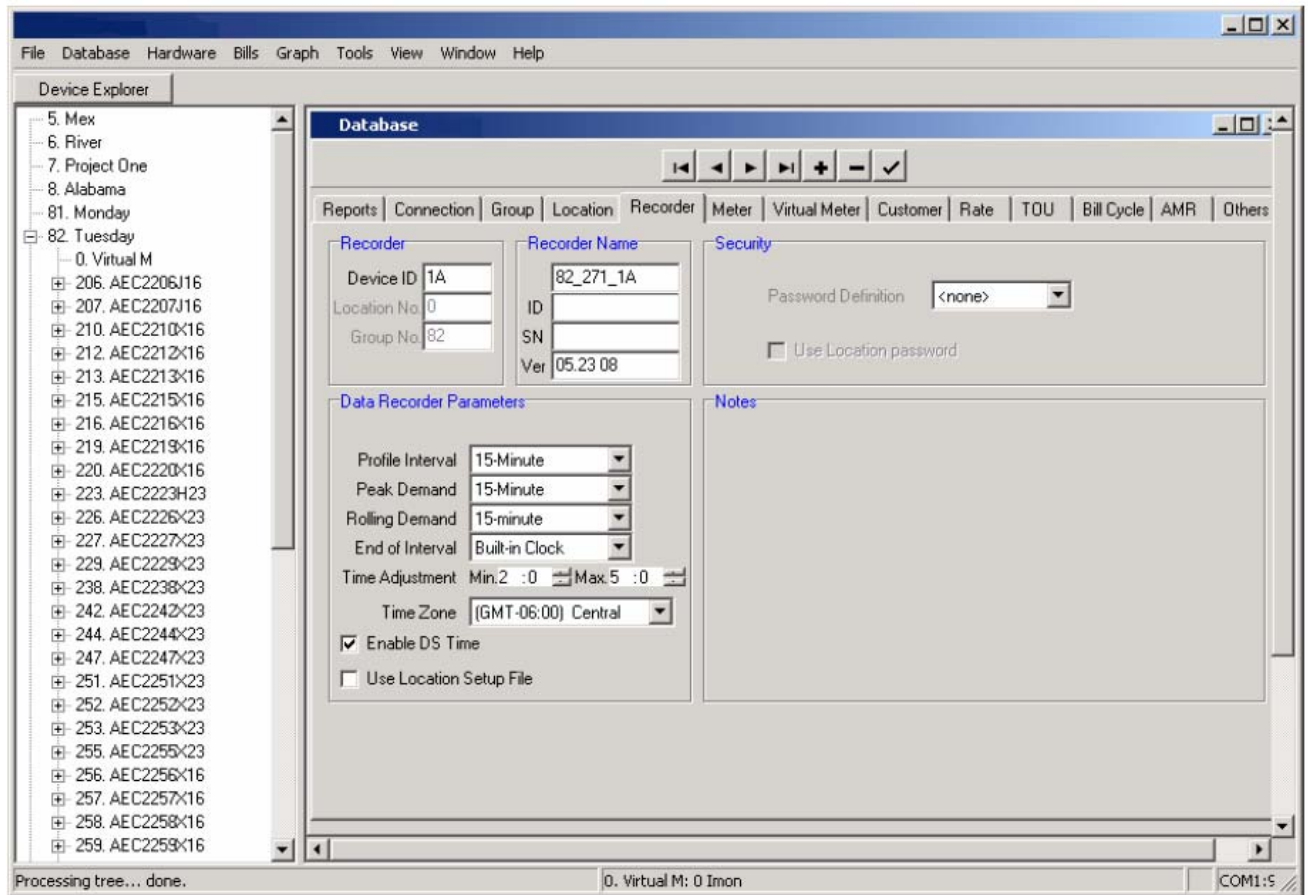 File Database Hardware Bills Graph Tools View Window Help
Device Explorer
5. Mex
6. River
7. Project One
8. Alabama
81. Monday
82. Tuesday
0. Virtual M
206. AEC2206J16
207. AEC2207J16
210. AEC2210X16
212. AEC2212X16
213. AEC2213X16
215. AEC2215X16
216. AEC2216X16
219. AEC2219X16
220. AEC2220X16
223. AEC2223H23
226. AEC2226X23
227. AEC2227X23
229. AEC2229X23
238. AEC2238X23
242. AEC2242X23
244. AEC2244X23
247. AEC2247X23
251. AEC2251X23
252. AEC2252X23
253. AEC2253X23
255. AEC2255X23
256. AEC2256X16
257. AEC2257X16
258. AEC2258X16
259. AEC2259X16
Database
Reports Connection Group Location Recorder Meter Virtual Meter Customer Rate TOU Bill Cycle AMR Others
Recorder
Device ID 1A
Location No. 0
Group No. 82
Recorder Name
82_271_1A
ID
SN
Ver 05.23 08
Security
Password Definition <none>
Use Location password
Data Recorder Parameters
Profile Interval 15-Minute
Peak Demand 15-Minute
Rolling Demand 15-minute
End of Interval Built-in Clock
Time Adjustment Min. 2 :0 Max. 5 :0
Time Zone (GMT-06:00) Central
Enable DS Time
Use Location Setup File
Notes
Processing tree... done. 0. Virtual M: 0 Imon COM1:9